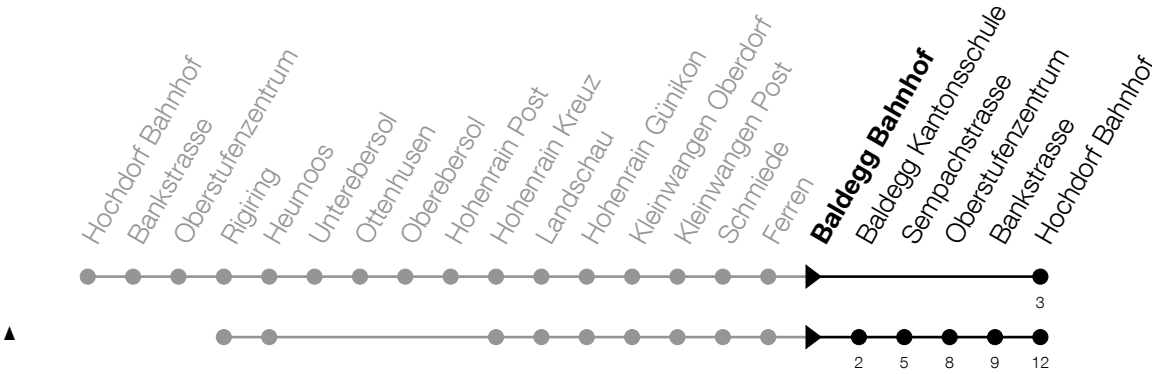 Hochdorf Bahnhof
Bankstrasse
Oberstufenzentrum
Rigiring
Heumoos
Unterebersol
Ottenhusen
Oberebersol
Hohenrain Post
Hohenrain Kreuz
Landschau
Hohenrain Günikon
Kleinwangen Oberdorf
Kleinwangen Post
Schmiede
Ferren
Baldegg Bahnhof
Baldegg Kantonsschule
Sempachstrasse
Oberstufenzentrum
Bankstrasse
Hochdorf Bahnhof
3
2 5 8 9 12